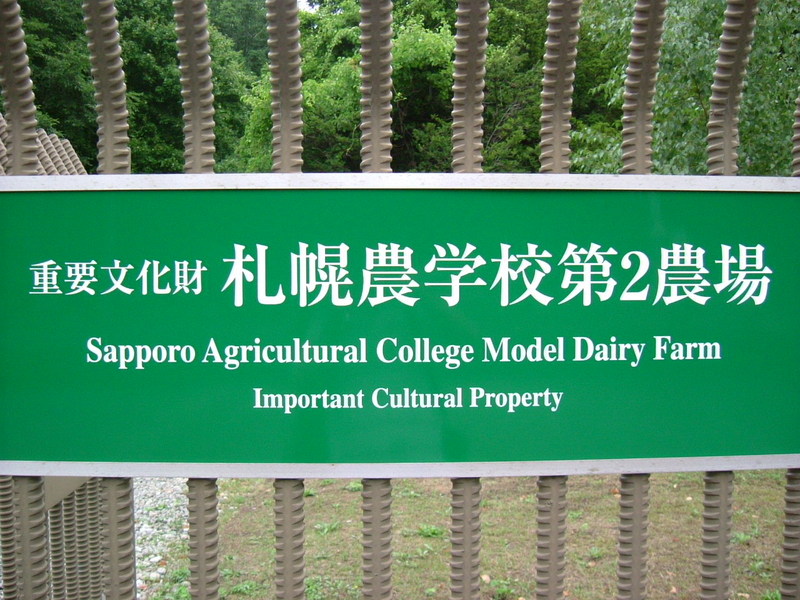 重要文化財 札幌農学校第2農場
Sapporo Agricultural College Model Dairy Farm
Important Cultural Property